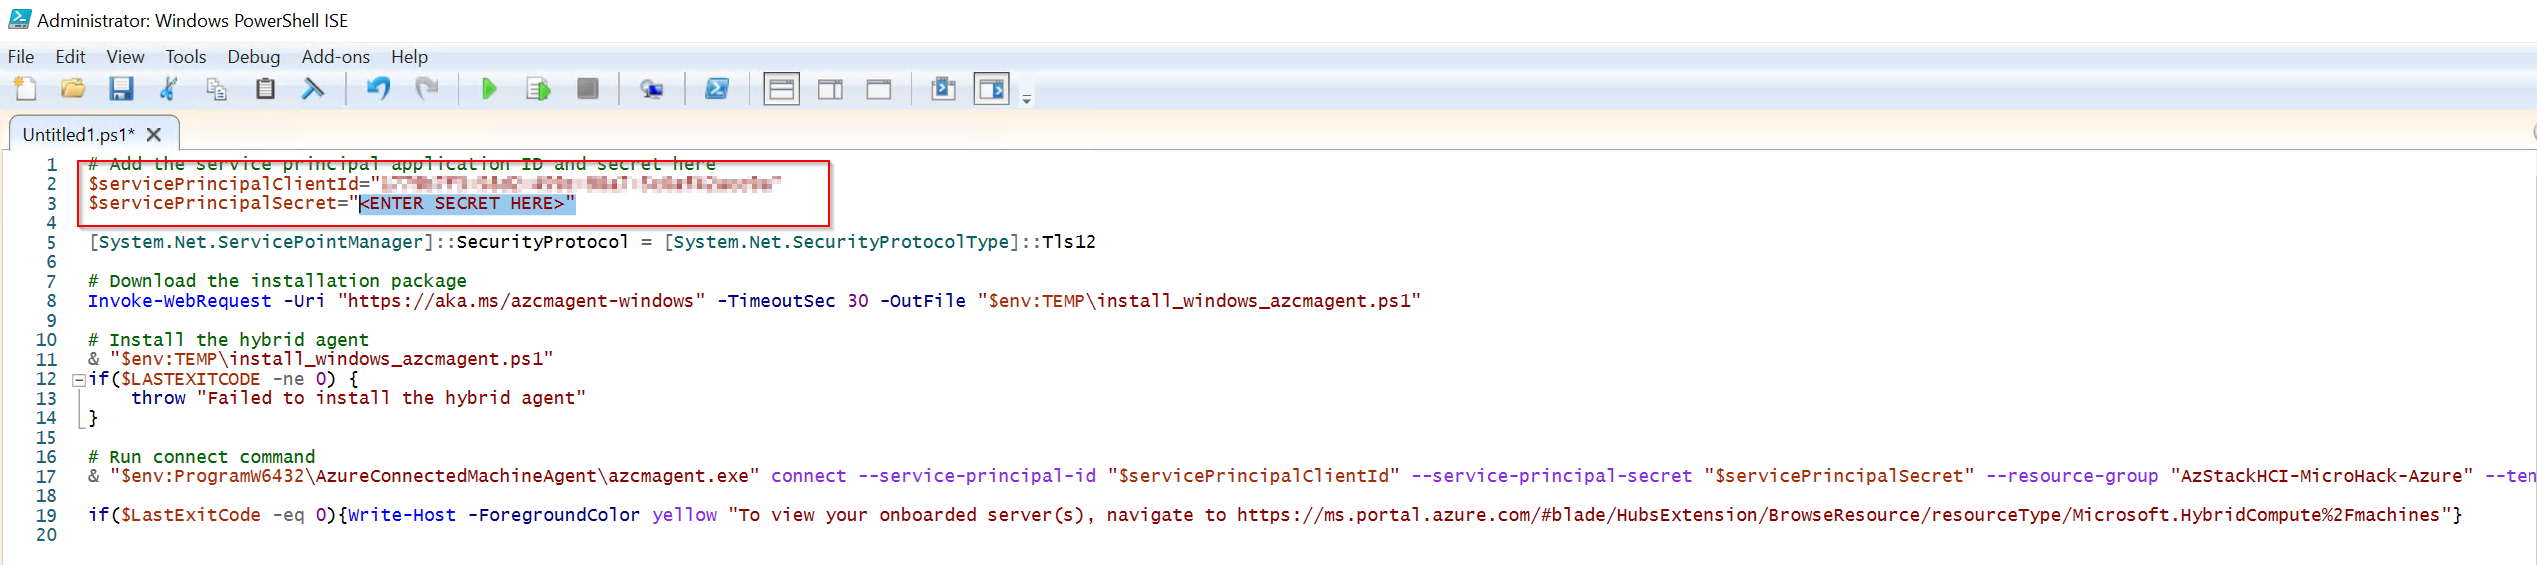 Administrator: Windows PowerShell ISE
File Edit View Tools Debug Add-ons Help
Untitled1.ps1*
1 # Add the service principal application ID and secret here
2 $servicePrincipalClientId="
3 $servicePrincipalSecret="<ENTER SECRET HERE>"
4
5 [System.Net.ServicePointManager]::SecurityProtocol = [System.Net.SecurityProtocolType]::Tls12
6
7 # Download the installation package
8 Invoke-WebRequest -Uri "https://aka.ms/azcmagent-windows" -TimeoutSec 30 -OutFile "$env:TEMP\install_windows_azcmagent.ps1"
9
10 # Install the hybrid agent
11 & "$env:TEMP\install_windows_azcmagent.ps1"
12 if($LASTEXITCODE -ne 0) {
13 throw "Failed to install the hybrid agent"
14 }
15
16 # Run connect command
17 & "$env:ProgramW6432\AzureConnectedMachineAgent\azcmagent.exe" connect --service-principal-id "$servicePrincipalClientId" --service-principal-secret "$servicePrincipalSecret" --resource-group "AzStackHCI-MicroHack-Azure" --ten
18
19 if($LastExitCode -eq 0){Write-Host -ForegroundColor yellow "To view your onboarded server(s), navigate to https://ms.portal.azure.com/#blade/HubsExtension/BrowseResource/resourceType/Microsoft.HybridCompute%2Fmachines"}
20